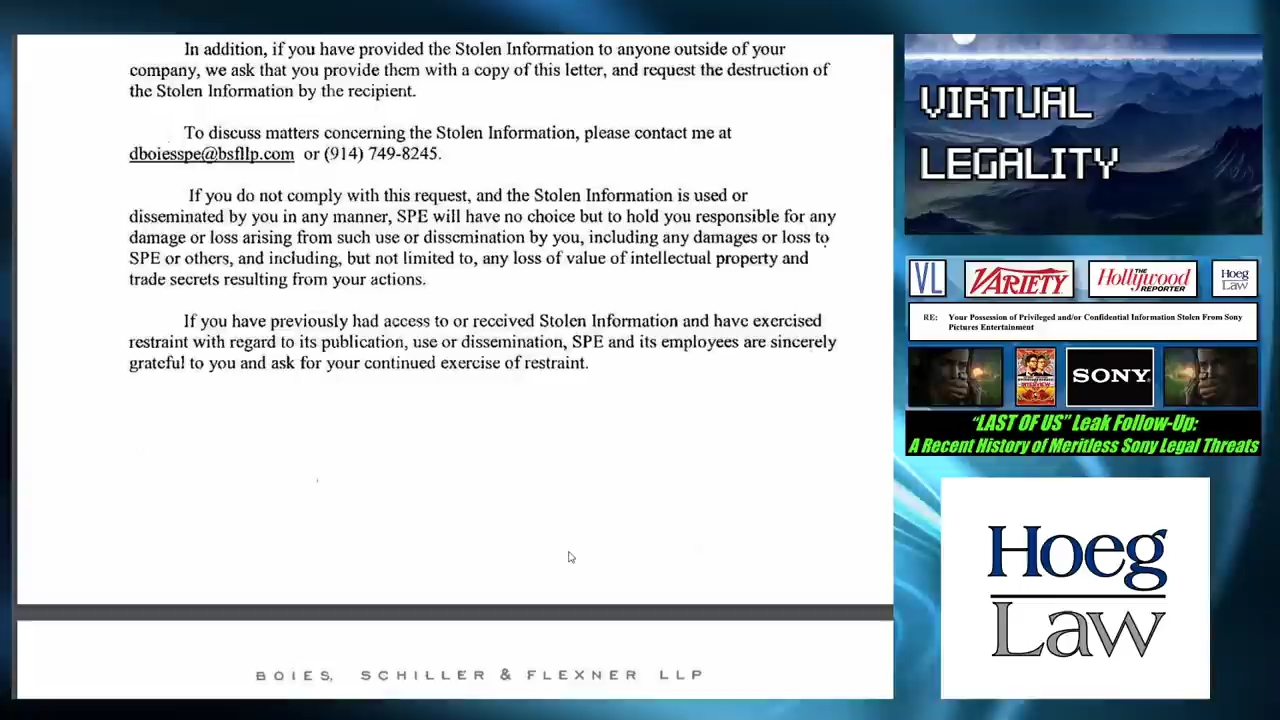 In addition, if you have provided the Stolen Information to anyone outside of your
company, we ask that you provide them with a copy of this letter, and request the destruction of
the Stolen Information by the recipient.
To discuss matters concerning the Stolen Information, please contact me at
dboiesspe@bsfllp.com or (914) 749-8245.
If you do not comply with this request, and the Stolen Information is used or
disseminated by you in any manner, SPE will have no choice but to hold you responsible for any
damage or loss arising from such use or dissemination by you, including any damages or loss to
SPE or others, and including, but not limited to, any loss of value of intellectual property and
trade secrets resulting from your actions.
If you have previously had access to or received Stolen Information and have exercised
restraint with regard to its publication, use or dissemination, SPE and its employees are sincerely
grateful to you and ask for your continued exercise of restraint.
BOIES, SCHILLER & FLEXNER LLP
VIRTUAL
LEGALITY
VL
VARIETY
THE
Hollywood
REPORTER
Hoeg
Law
RE: Your Possession of Privileged and/or Confidential Information Stolen From Sony
Pictures Entertainment
INTERVIEW
SONY
"LAST OF US" Leak Follow-Up:
A Recent History of Meritless Sony Legal Threats
Hoeg
Law